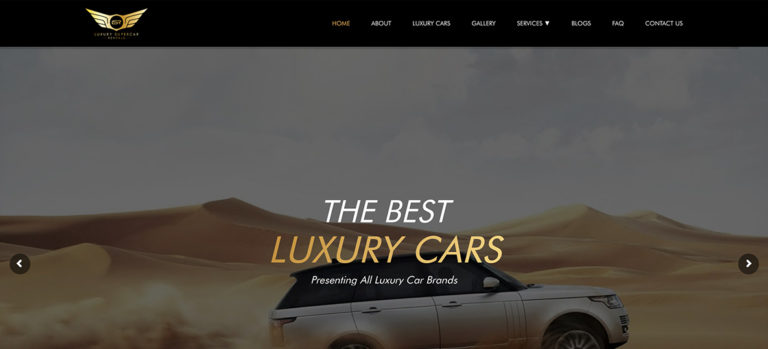 LUXURY SUPERCAR
RENTALS
HOME ABOUT LUXURY CARS GALLERY SERVICES ▼ BLOGS FAQ CONTACT US
THE BEST
LUXURY CARS
Presenting All Luxury Car Brands